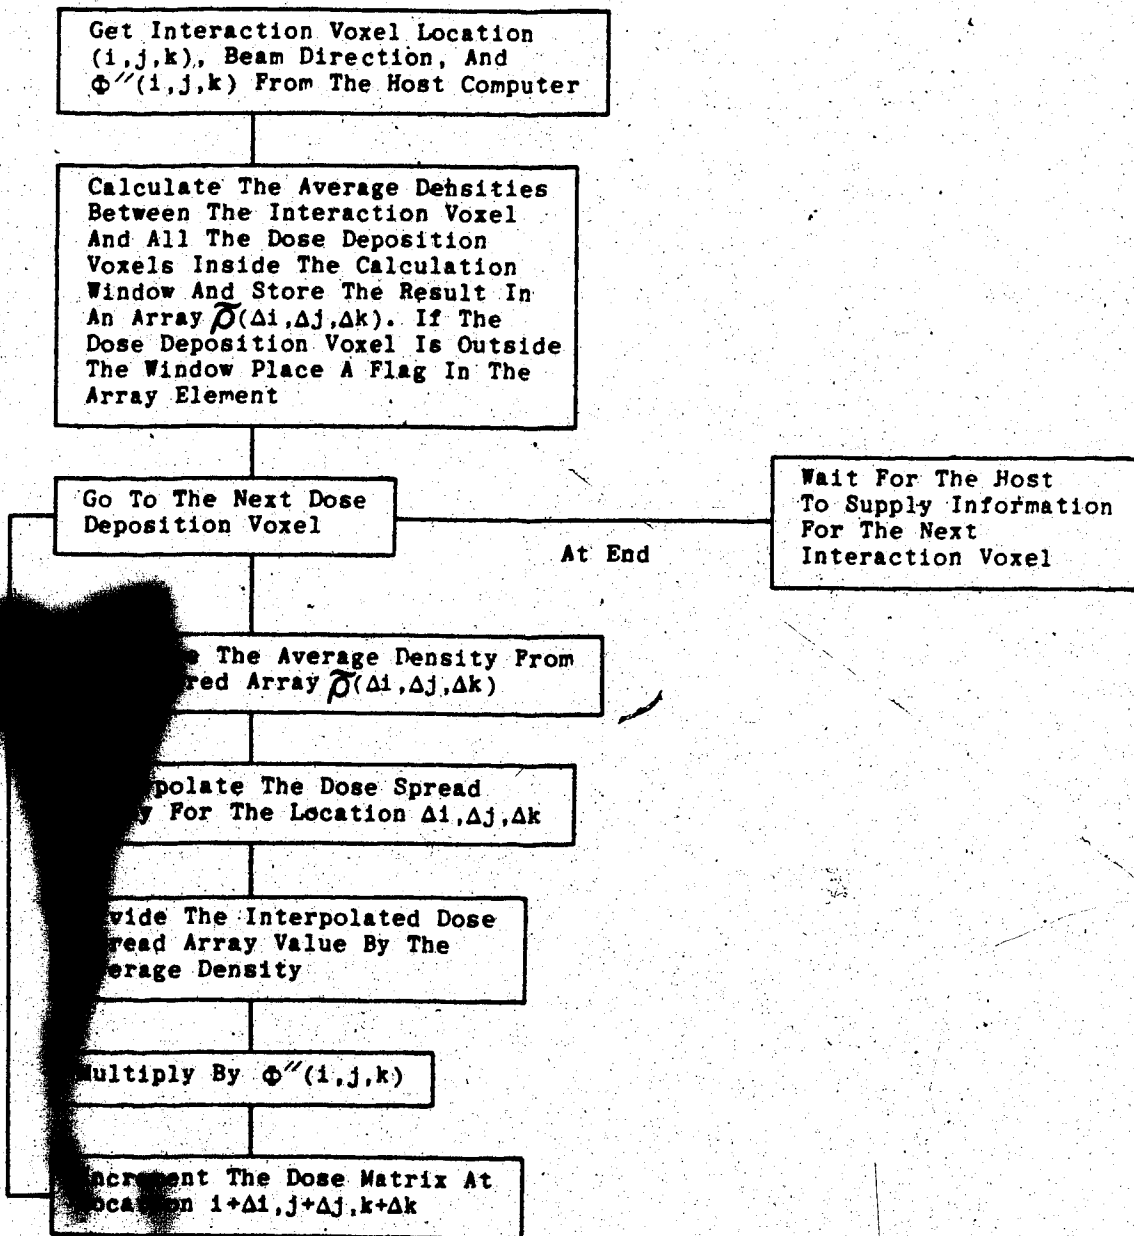 Get Interaction Voxel Location
(i,j,k), Beam Direction, And
Φ″(i,j,k) From The Host Computer
Calculate The Average Densities
Between The Interaction Voxel
And All The Dose Deposition
Voxels Inside The Calculation
Window And Store The Result In
An Array ρ̃(Δi,Δj,Δk). If The
Dose Deposition Voxel Is Outside
The Window Place A Flag In The
Array Element
Go To The Next Dose
Deposition Voxel
At End
Wait For The Host
To Supply Information
For The Next
Interaction Voxel
The Average Density From
Array ρ̃(Δi,Δj,Δk)
The Dose Spread
For The Location Δi,Δj,Δk
The Interpolated Dose
Array Value By The
Density
Multiply By Φ″(i,j,k)
Increment The Dose Matrix At
Location i+Δi,j+Δj,k+Δk